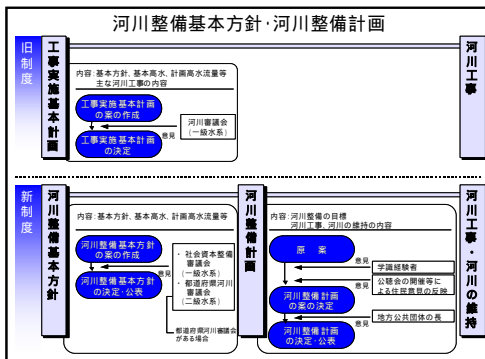 河川整備基本方針・河川整備計画
旧制度
工事実施基本計画
内容:基本方針、基本高水、計画高水流量等
主な河川工事の内容
工事実施基本計画
の案の作成
意見
河川審議会
(一級水系)
工事実施基本計画
の決定
河川工事
新制度
河川整備基本方針
内容:基本方針、基本高水、計画高水流量等
河川整備基本方針
の案の作成
意見
・ 社会資本整備
審議会
(一級水系)
・ 都道府県河川
審議会
(二級水系)
河川整備基本方針
の決定・公表
都道府県河川審議会
がある場合
河川整備計画
内容:河川整備の目標
河川工事、河川の維持の内容
原 案
意見
学識経験者
意見
公聴会の開催等に
よる住民意見の反映
河川整備計画
の案の決定
意見
地方公共団体の長
河川整備計画
の決定・公表
河川工事・河川の維持